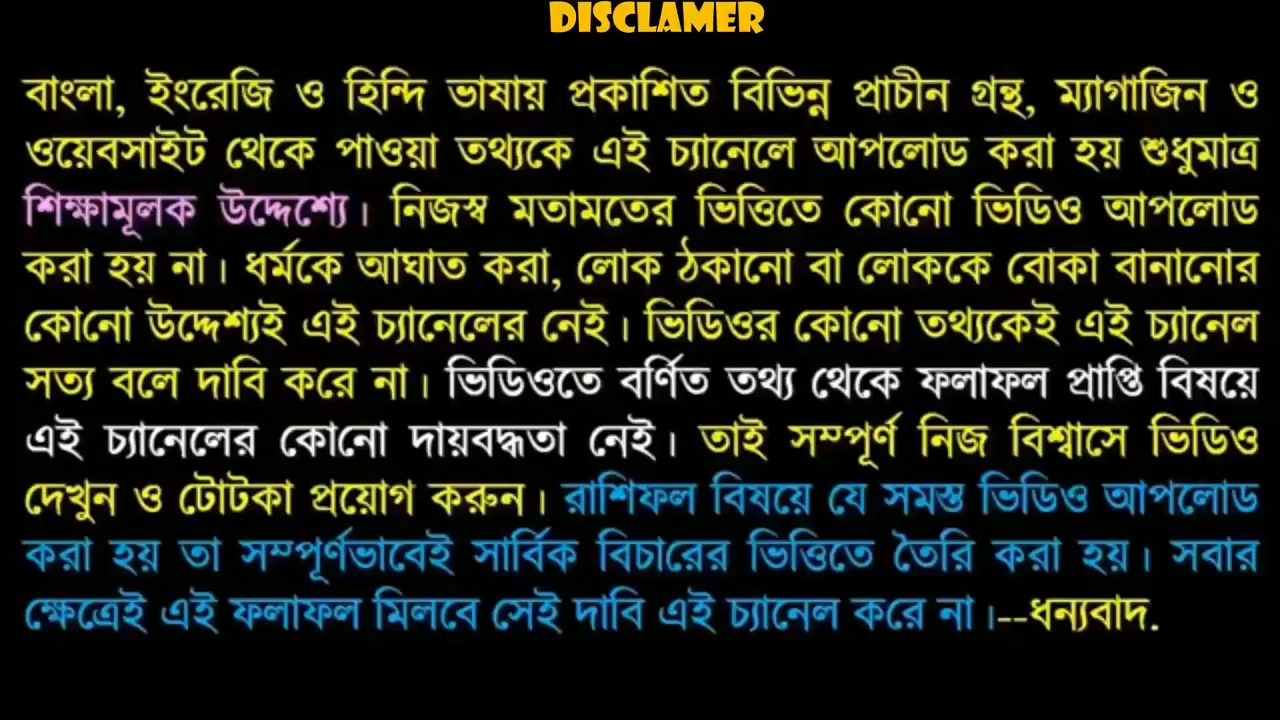 DISCLAMER
বাংলা, ইংরেজি ও হিন্দি ভাষায় প্রকাশিত বিভিন্ন প্রাচীন গ্রন্থ, ম্যাগাজিন ও
ওয়েবসাইট থেকে পাওয়া তথ্যকে এই চ্যানেলে আপলোড করা হয় শুধুমাত্র
শিক্ষামূলক উদ্দেশ্যে। নিজস্ব মতামতের ভিত্তিতে কোনো ভিডিও আপলোড
করা হয় না। ধর্মকে আঘাত করা, লোক ঠকানো বা লোককে বোকা বানানোর
কোনো উদ্দেশ্যই এই চ্যানেলের নেই। ভিডিওর কোনো তথ্যকেই এই চ্যানেল
সত্য বলে দাবি করে না। ভিডিওতে বর্ণিত তথ্য থেকে ফলাফল প্রাপ্তি বিষয়ে
এই চ্যানেলের কোনো দায়বদ্ধতা নেই। তাই সম্পূর্ণ নিজ বিশ্বাসে ভিডিও
দেখুন ও টোটকা প্রয়োগ করুন। রাশিফল বিষয়ে যে সমস্ত ভিডিও আপলোড
করা হয় তা সম্পূর্ণভাবেই সার্বিক বিচারের ভিত্তিতে তৈরি করা হয়। সবার
ক্ষেত্রেই এই ফলাফল মিলবে সেই দাবি এই চ্যানেল করে না।--ধন্যবাদ.